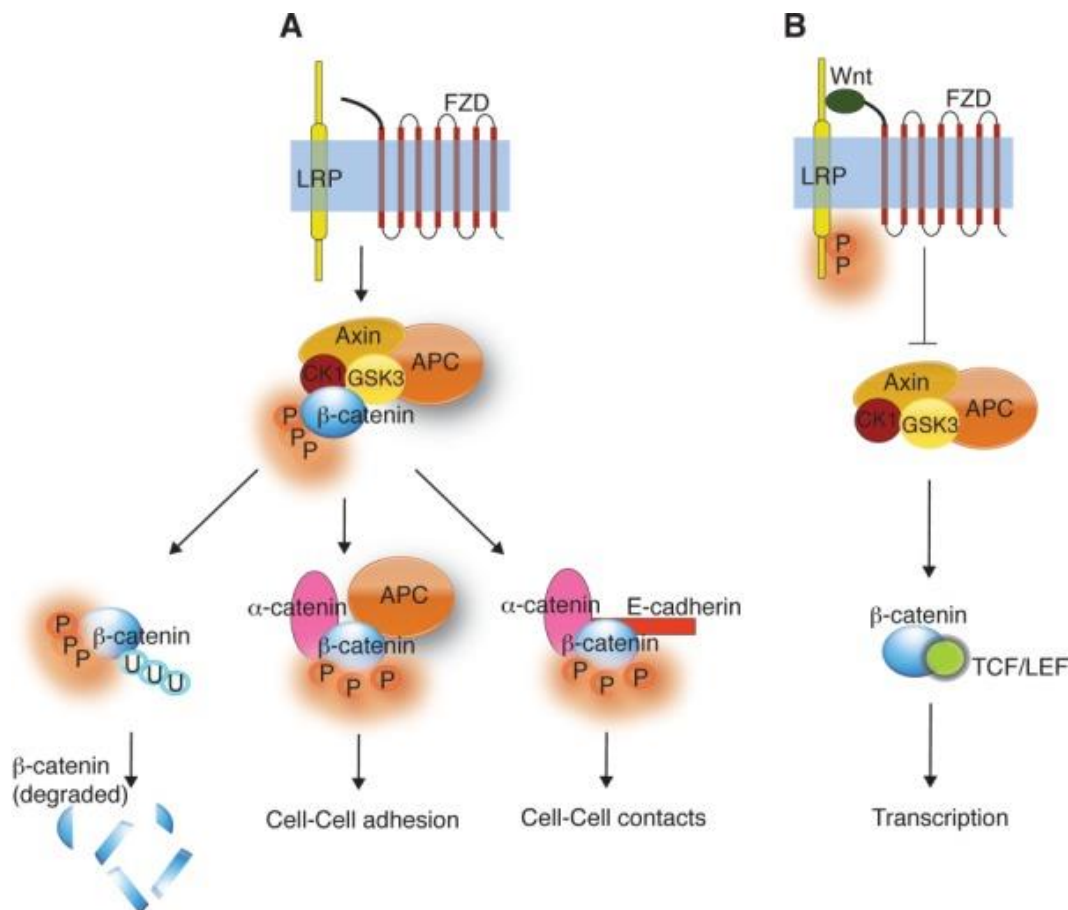 A
FZD
LRP
Axin
APC
CK1
GSK3
β-catenin
P
P
P
P
P
P
β-catenin
U
U
U
β-catenin
(degraded)
α-catenin
APC
β-catenin
P
P
P
Cell-Cell adhesion
α-catenin
E-cadherin
β-catenin
P
P
P
Cell-Cell contacts
B
Wnt
FZD
LRP
P
P
Axin
APC
CK1
GSK3
β-catenin
TCF/LEF
Transcription